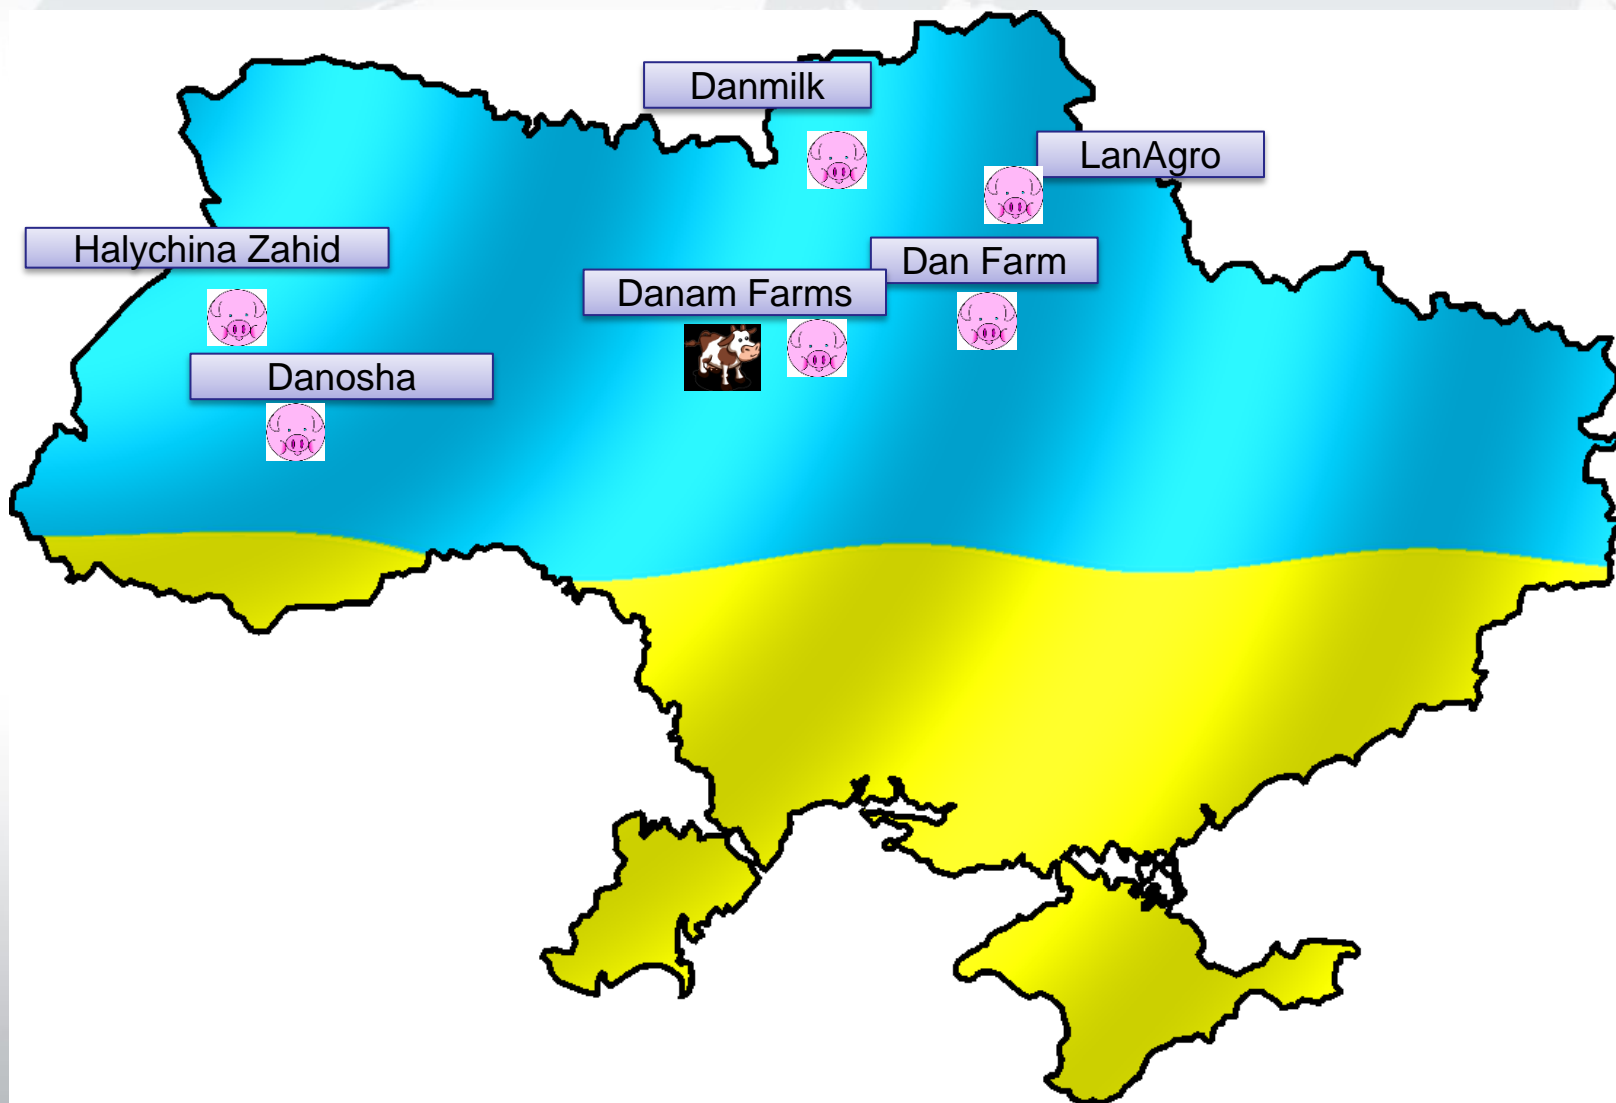 Danmilk
LanAgro
Halychina Zahid
Dan Farm
Danam Farms
Danosha